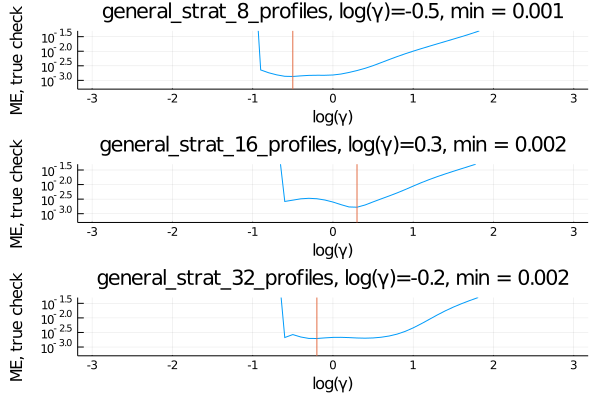 general_strat_8_profiles, log(γ)=-0.5, min = 0.001
ME, true check
10^-1.5
10^-2.0
10^-2.5
10^-3.0
-3 -2 -1 0 1 2 3
log(γ)
general_strat_16_profiles, log(γ)=0.3, min = 0.002
ME, true check
10^-1.5
10^-2.0
10^-2.5
10^-3.0
-3 -2 -1 0 1 2 3
log(γ)
general_strat_32_profiles, log(γ)=-0.2, min = 0.002
ME, true check
10^-1.5
10^-2.0
10^-2.5
10^-3.0
-3 -2 -1 0 1 2 3
log(γ)